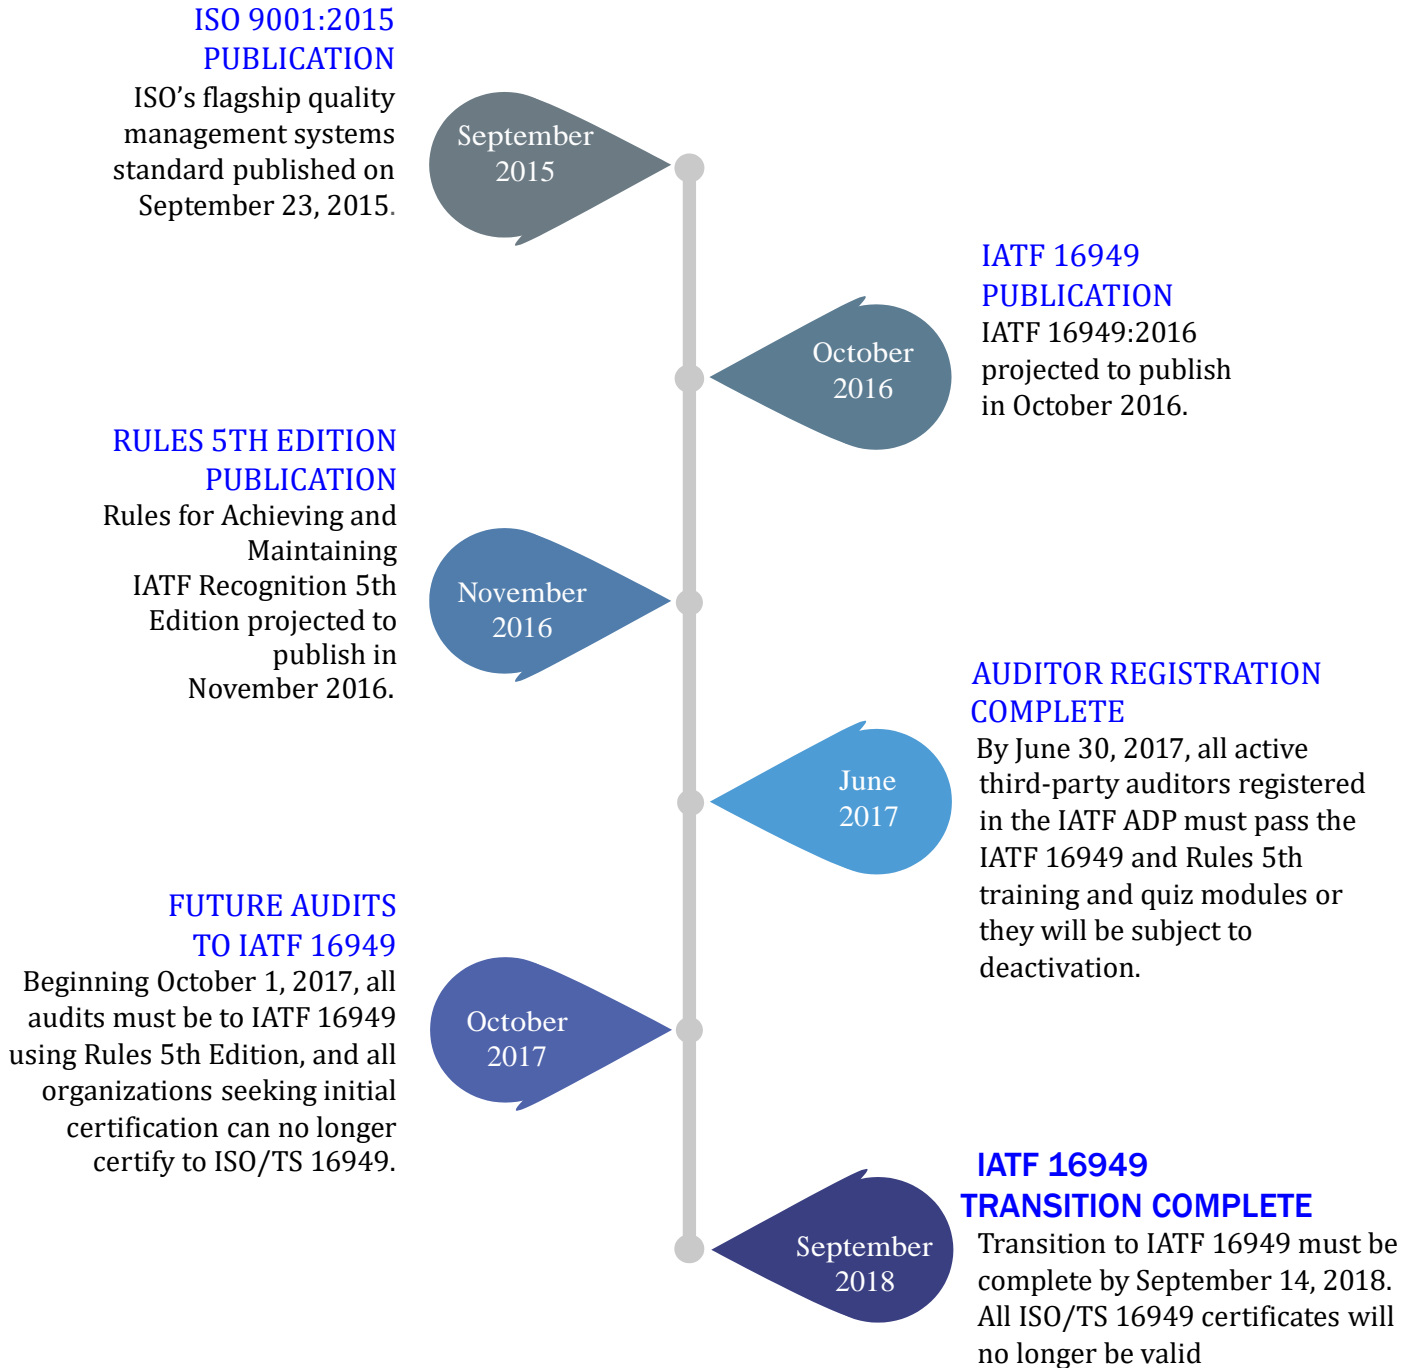 ISO 9001:2015
PUBLICATION
ISO’s flagship quality
management systems
standard published on
September 23, 2015.
September
2015
IATF 16949
PUBLICATION
IATF 16949:2016
projected to publish
in October 2016.
October
2016
RULES 5TH EDITION
PUBLICATION
Rules for Achieving and
Maintaining
IATF Recognition 5th
Edition projected to
publish in
November 2016.
November
2016
AUDITOR REGISTRATION
COMPLETE
By June 30, 2017, all active
third-party auditors registered
in the IATF ADP must pass the
IATF 16949 and Rules 5th
training and quiz modules or
they will be subject to
deactivation.
June
2017
FUTURE AUDITS
TO IATF 16949
Beginning October 1, 2017, all
audits must be to IATF 16949
using Rules 5th Edition, and all
organizations seeking initial
certification can no longer
certify to ISO/TS 16949.
October
2017
IATF 16949
TRANSITION COMPLETE
Transition to IATF 16949 must be
complete by September 14, 2018.
All ISO/TS 16949 certificates will
no longer be valid
September
2018